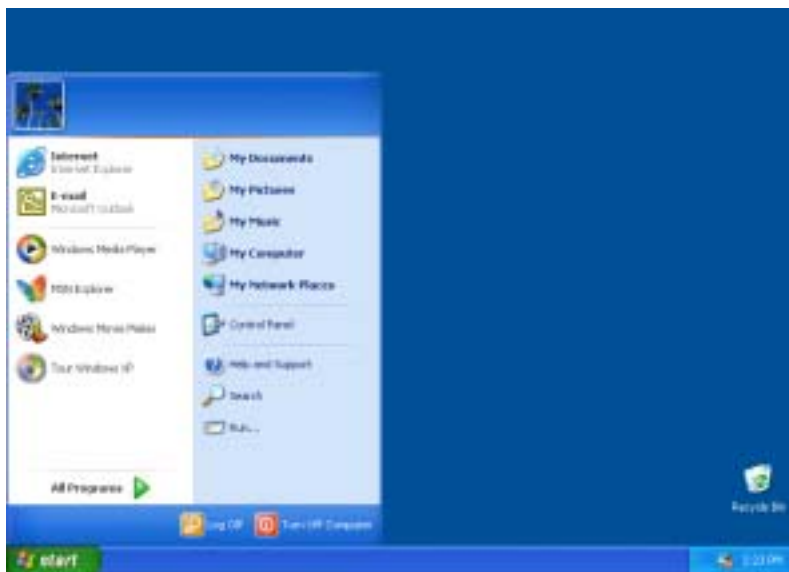 Internet
Internet Explorer
E-mail
Microsoft Outlook
Windows Media Player
MSN Explorer
Windows Movie Maker
Tour Windows XP
All Programs
My Documents
My Pictures
My Music
My Computer
My Network Places
Control Panel
Help and Support
Search
Run...
Log Off
Turn Off Computer
Recycle Bin
start